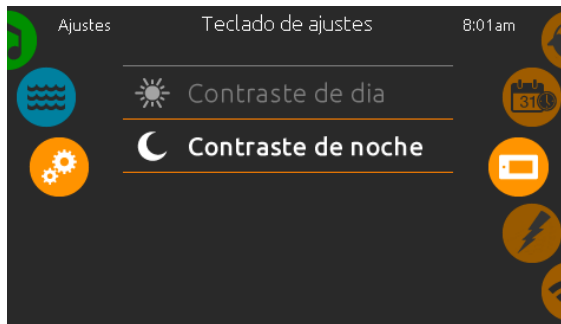 Ajustes Teclado de ajustes 8:01am
Contraste de dia
31
Contraste de noche